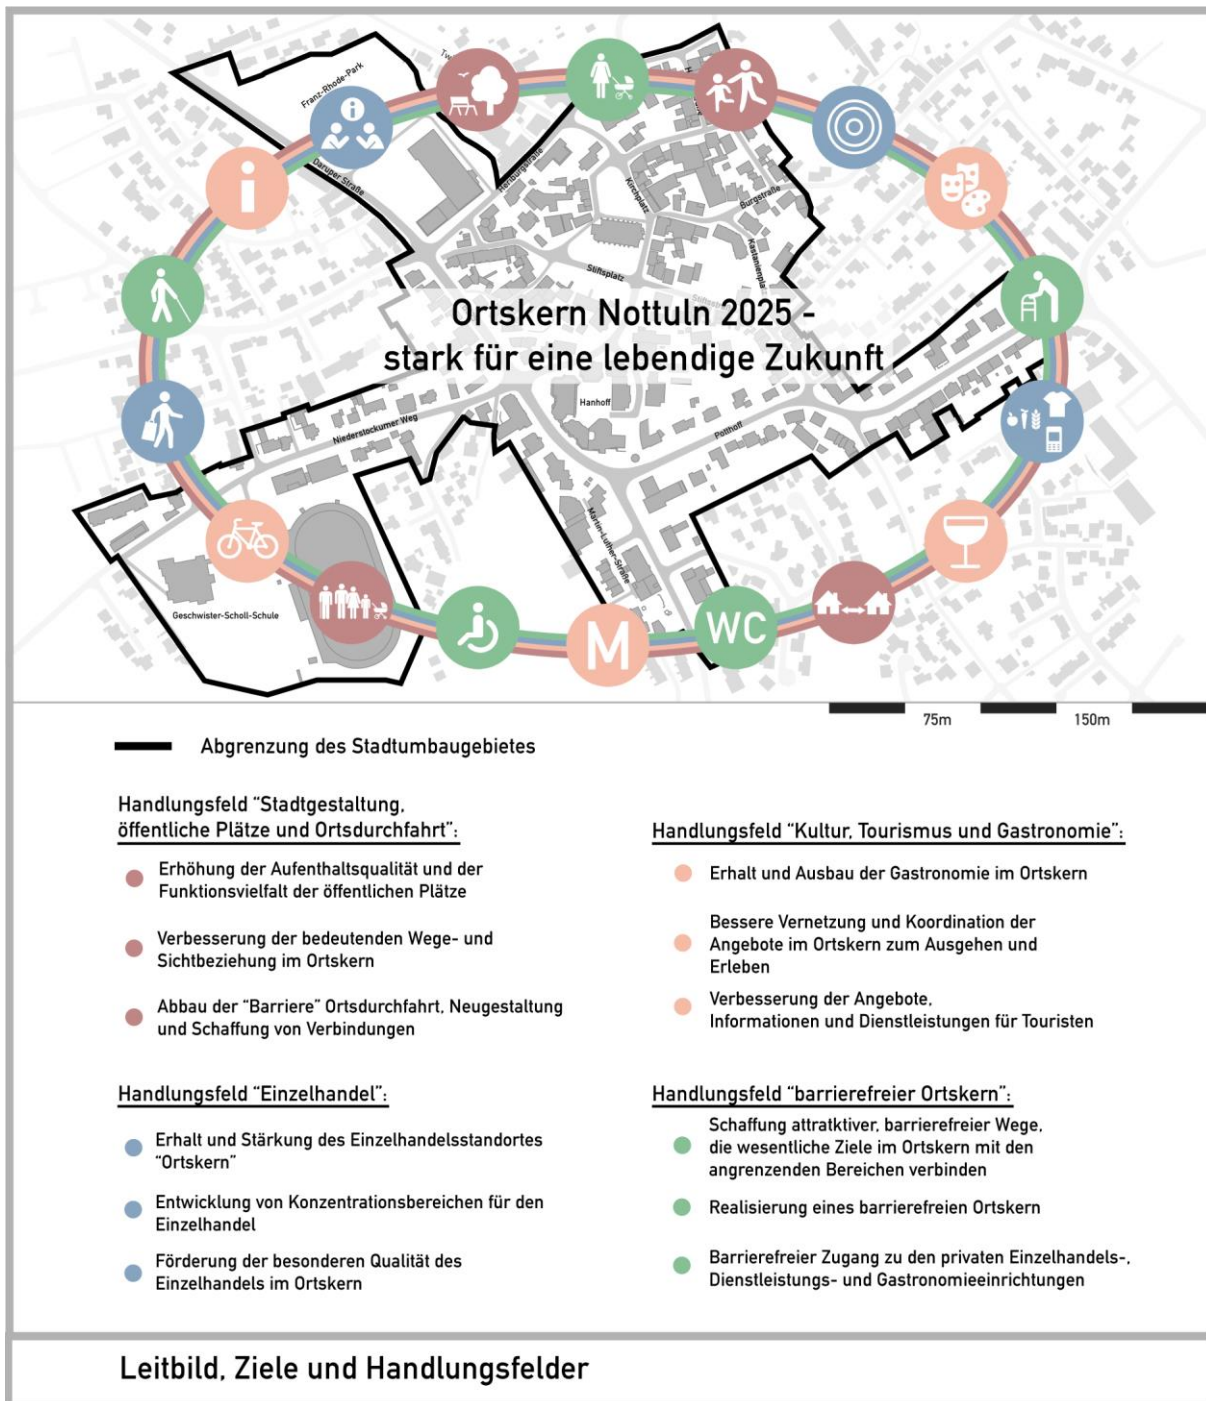 Franz-Rhode-Park
Daruper Straße
Kirchplatz
Burgstraße
Kastanienplatz
Stiftsplatz
Ortskern Nottuln 2025 -
stark für eine lebendige Zukunft
Hanhoff
Niederstockumer Weg
Potthoff
Martin-Luther-Straße
Geschwister-Scholl-Schule
M
WC
75m
150m
Abgrenzung des Stadtumbaugebietes
Handlungsfeld "Stadtgestaltung,
öffentliche Plätze und Ortsdurchfahrt":
Erhöhung der Aufenthaltsqualität und der
Funktionsvielfalt der öffentlichen Plätze
Verbesserung der bedeutenden Wege- und
Sichtbeziehung im Ortskern
Abbau der "Barriere" Ortsdurchfahrt, Neugestaltung
und Schaffung von Verbindungen
Handlungsfeld "Einzelhandel":
Erhalt und Stärkung des Einzelhandelsstandortes
"Ortskern"
Entwicklung von Konzentrationsbereichen für den
Einzelhandel
Förderung der besonderen Qualität des
Einzelhandels im Ortskern
Handlungsfeld "Kultur, Tourismus und Gastronomie":
Erhalt und Ausbau der Gastronomie im Ortskern
Bessere Vernetzung und Koordination der
Angebote im Ortskern zum Ausgehen und
Erleben
Verbesserung der Angebote,
Informationen und Dienstleistungen für Touristen
Handlungsfeld "barrierefreier Ortskern":
Schaffung attratktiver, barrierefreier Wege,
die wesentliche Ziele im Ortskern mit den
angrenzenden Bereichen verbinden
Realisierung eines barrierefreien Ortskern
Barrierefreier Zugang zu den privaten Einzelhandels-,
Dienstleistungs- und Gastronomieeinrichtungen
Leitbild, Ziele und Handlungsfelder